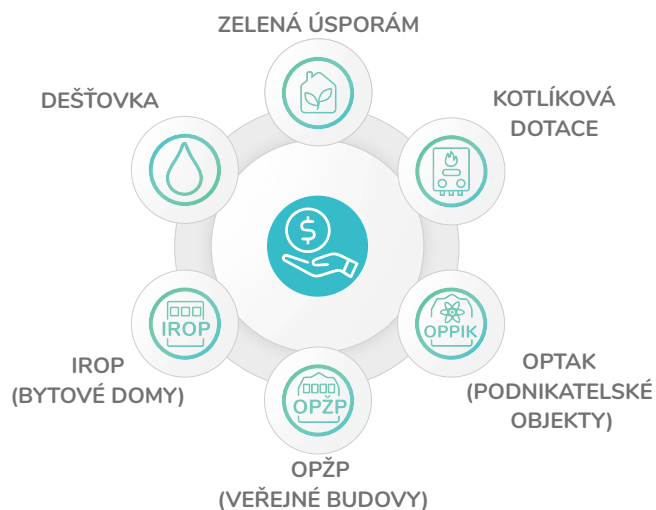 ZELENÁ ÚSPORÁM
DEŠŤOVKA
KOTLÍKOVÁ
DOTACE
$
IROP
OPPIK
IROP
(BYTOVÉ DOMY)
OPTAK
(PODNIKATELSKÉ
OBJEKTY)
OPŽP
OPŽP
(VEŘEJNÉ BUDOVY)